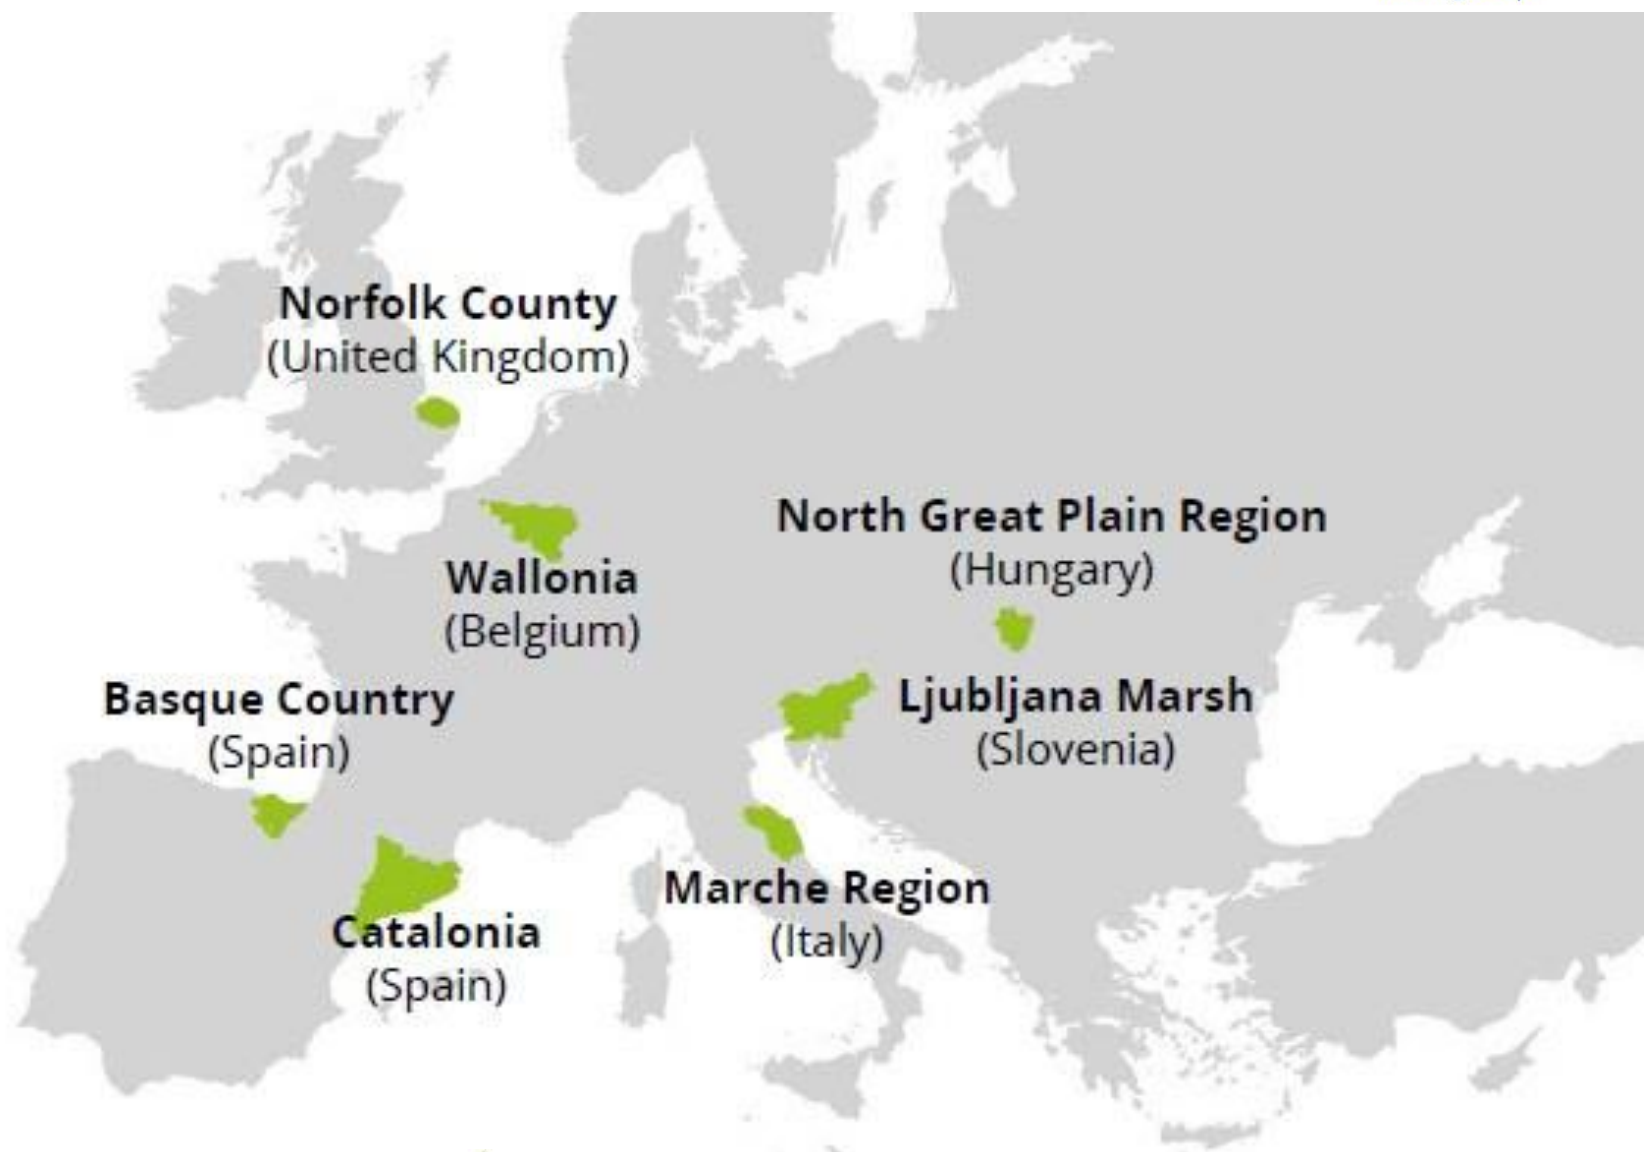 Norfolk County
(United Kingdom)
North Great Plain Region
(Hungary)
Wallonia
(Belgium)
Basque Country
(Spain)
Ljubljana Marsh
(Slovenia)
Marche Region
(Italy)
Catalonia
(Spain)